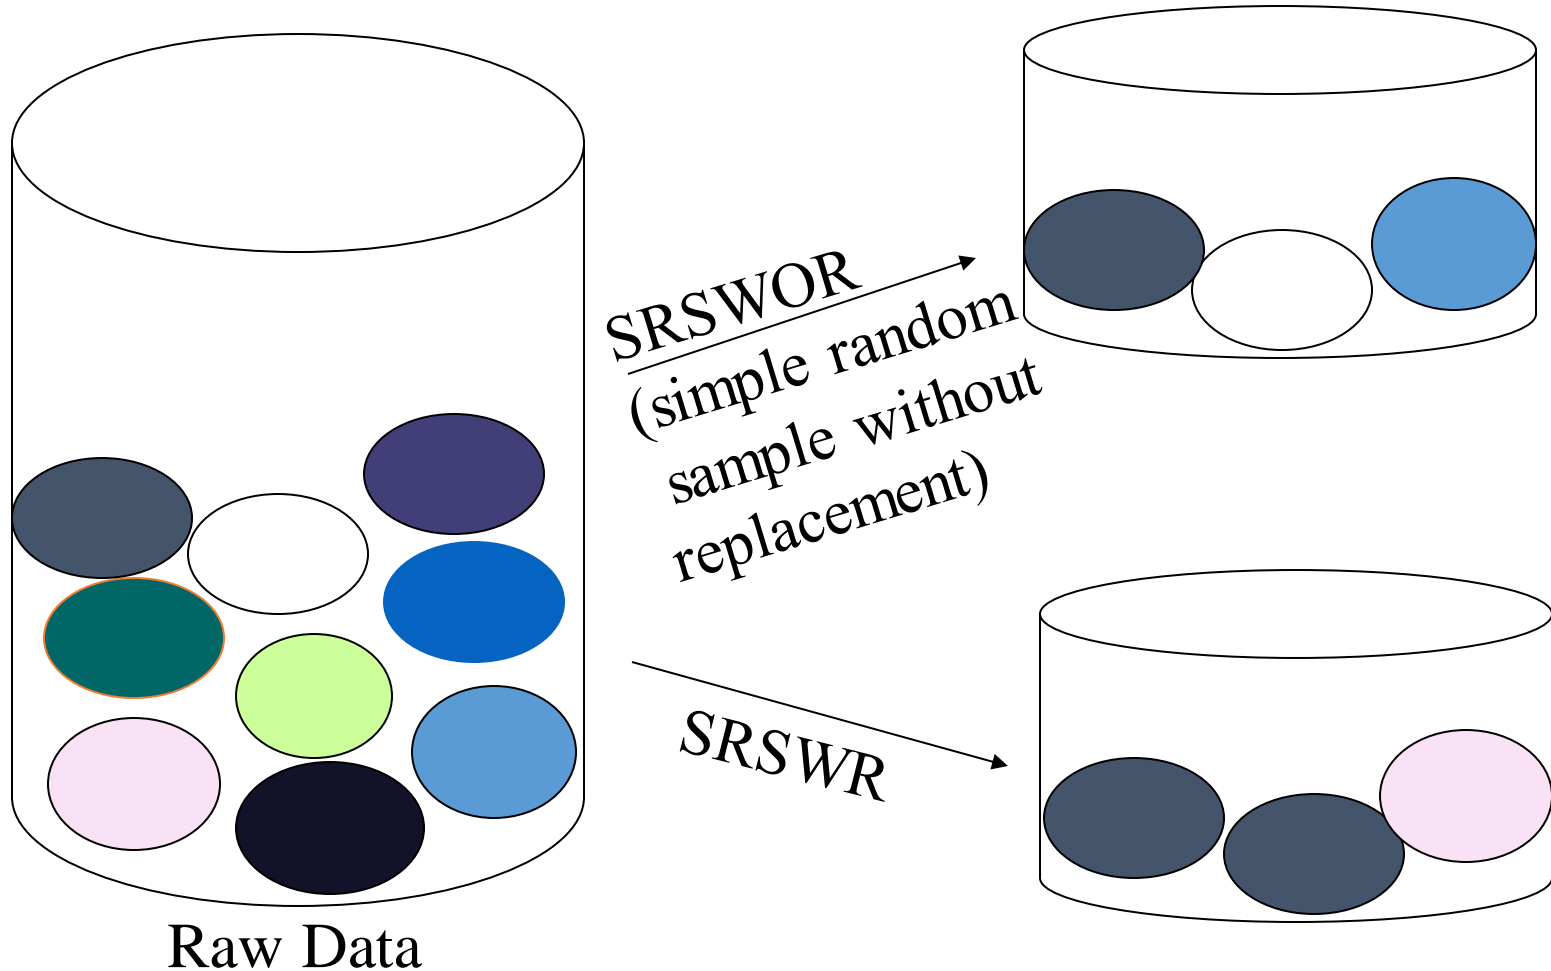 SRSWOR
(simple random
sample without
replacement)
SRSWR
Raw Data